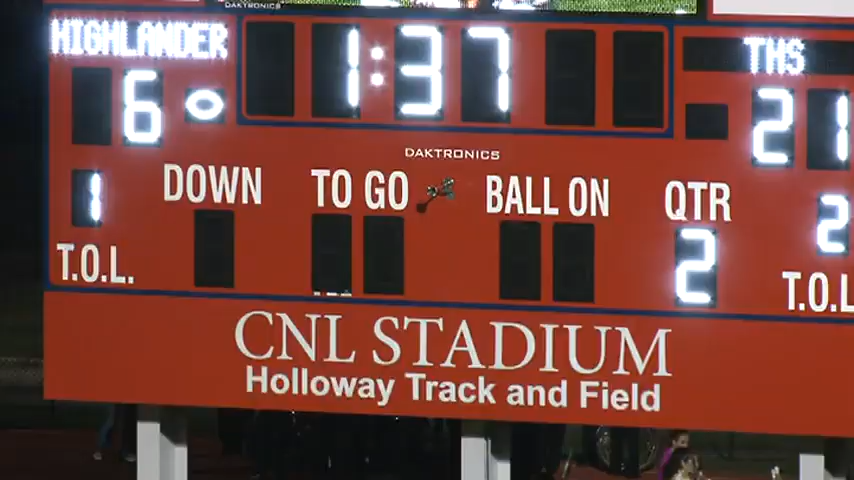 DAKTRONICS
HIGHLANDER 1:37 THS
6 21
DAKTRONICS
1 DOWN TO GO BALL ON QTR 2
T.O.L. 2 T.O.L
CNL STADIUM
Holloway Track and Field